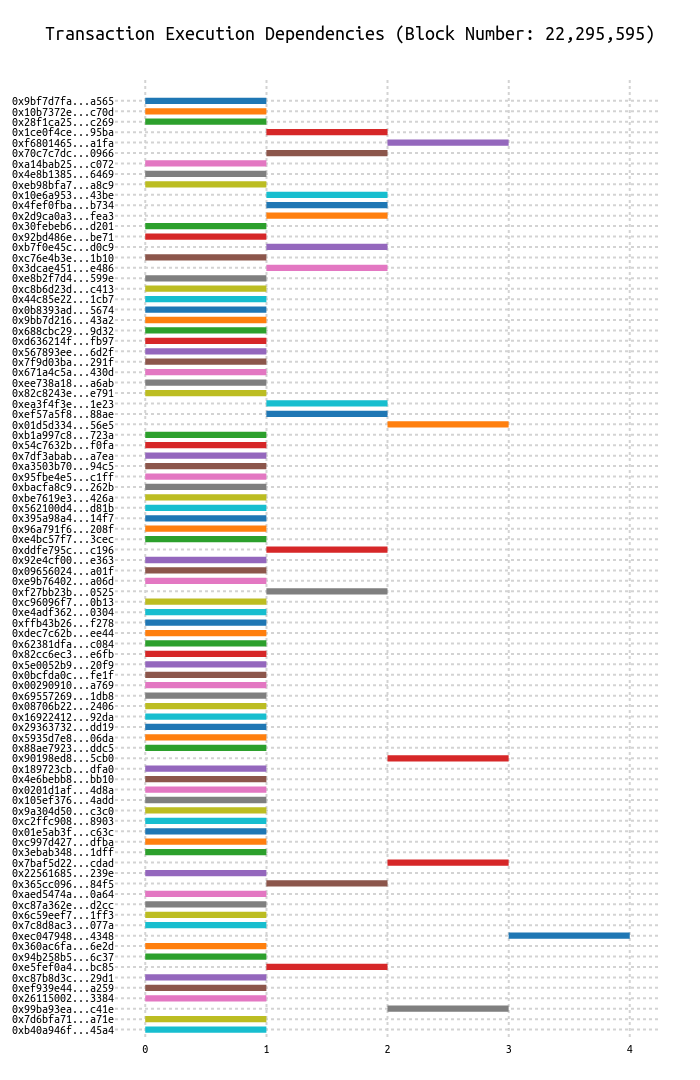 Transaction Execution Dependencies (Block Number: 22,295,595)
0x9bf7d7fa...a565
0x10b7372e...c70d
0x28f1ca25...c269
0x1ce0f4ce...95ba
0xf6801465...a1fa
0x70c7c7dc...0966
0xa14bab25...c072
0x4e8b1385...6469
0xeb98bfa7...a8c9
0x10e6a953...43be
0x4fef0fba...b734
0x2d9ca0a3...fea3
0x30febeb6...d201
0x92bd486e...be71
0xb7f0e45c...d0c9
0xc76e4b3e...1b10
0x3dcae451...e486
0xe8b2f7d4...599e
0xc8b6d23d...c413
0x44c85e22...1cb7
0x0b8393ad...5674
0x9bb7d216...43a2
0x688cbc29...9d32
0xd636214f...fb97
0x567893ee...6d2f
0x7f9d03ba...291f
0x671a4c5a...430d
0xee738a18...a6ab
0x82c8243e...e791
0xea3f4f3e...1e23
0xef57a5f8...88ae
0x01d5d334...56e5
0xb1a997c8...723a
0x54c7632b...f0fa
0x7df3abab...a7ea
0xa3503b70...94c5
0x95fbe4e5...c1ff
0xbacfa8c9...262b
0xbe7619e3...426a
0x562100d4...d81b
0x395a98a4...14f7
0x96a791f6...208f
0xe4bc57f7...3cec
0xddfe795c...c196
0x92e4cf00...e363
0x09656024...a01f
0xe9b76402...a06d
0xf27bb23b...0525
0xc96096f7...0b13
0xe4adf362...0304
0xffb43b26...f278
0xdec7c62b...ee44
0x62381dfa...c084
0x82cc6ec3...e6fb
0x5e0052b9...20f9
0x0bcfda0c...fe1f
0x00290910...a769
0x69557269...1db8
0x08706b22...2406
0x16922412...92da
0x29363732...dd19
0x5935d7e8...06da
0x88ae7923...ddc5
0x90198ed8...5cb0
0x189723cb...dfa0
0x4e6bebb8...bb10
0x0201d1af...4d8a
0x105ef376...4add
0x9a304d50...c3c0
0xc2ffc908...8903
0x01e5ab3f...c63c
0xc997d427...dfba
0x3ebab348...1dff
0x7baf5d22...cdad
0x22561685...239e
0x365cc096...84f5
0xaed5474a...0a64
0xc87a362e...d2cc
0x6c59eef7...1ff3
0x7c8d8ac3...077a
0xec047948...4348
0x360ac6fa...6e2d
0x94b258b5...6c37
0xe5fef0a4...bc85
0xc87b8d3c...29d1
0xef939e44...a259
0x26115002...3384
0x99ba93ea...c41e
0x7d6bfa71...a71e
0xb40a946f...45a4
0 1 2 3 4